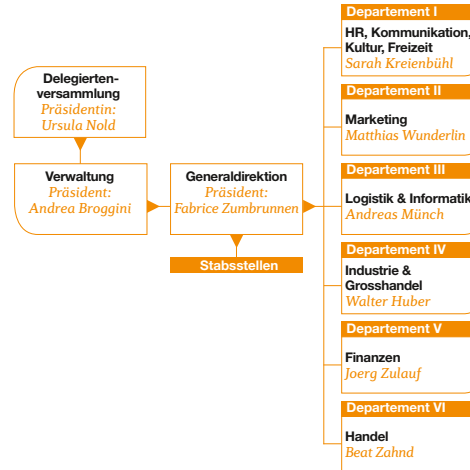 Delegierten-
versammlung
Präsidentin:
Ursula Nold
Verwaltung
Präsident:
Andrea Broggini
Generaldirektion
Präsident:
Fabrice Zumbrunnen
Stabsstellen
Departement I
HR, Kommunikation,
Kultur, Freizeit
Sarah Kreienbühl
Departement II
Marketing
Matthias Wunderlin
Departement III
Logistik & Informatik
Andreas Münch
Departement IV
Industrie &
Grosshandel
Walter Huber
Departement V
Finanzen
Joerg Zulauf
Departement VI
Handel
Beat Zahnd